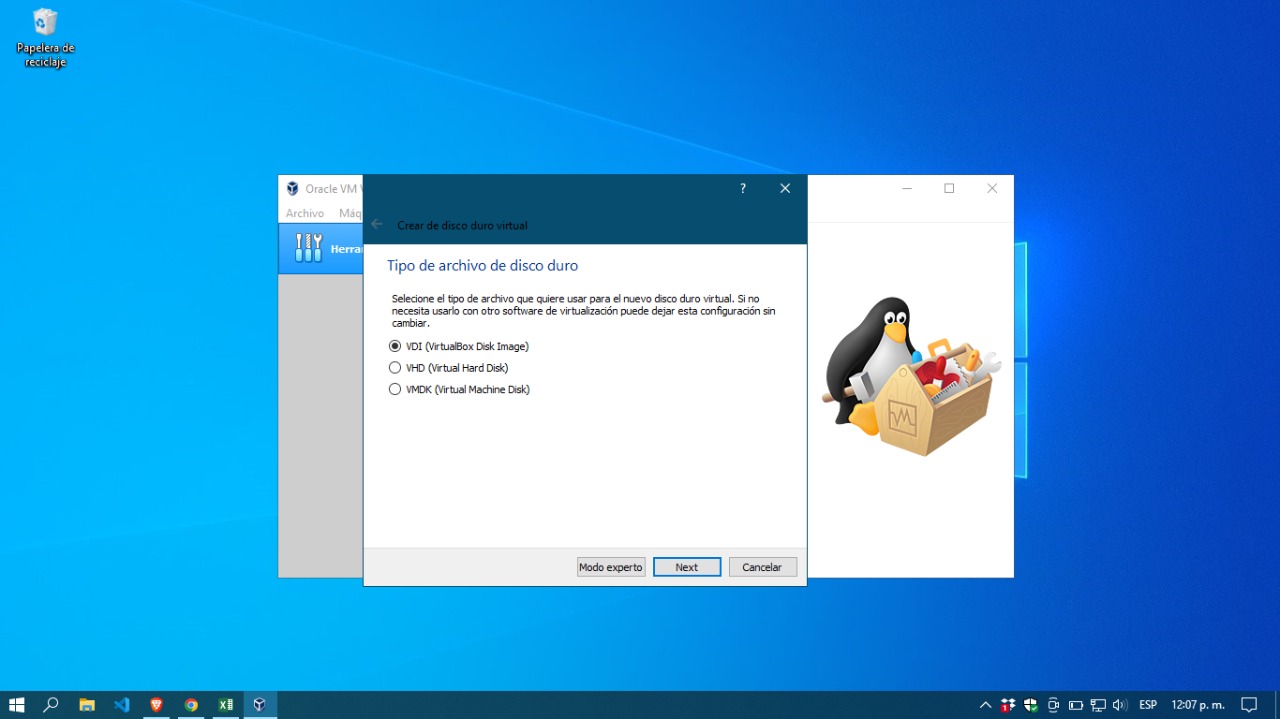 Papelera de
reciclaje
Oracle VM V
Archivo Máq
Herra
Crear de disco duro virtual
Tipo de archivo de disco duro
Selecione el tipo de archivo que quiere usar para el nuevo disco duro virtual. Si no
necesita usarlo con otro software de virtualización puede dejar esta configuración sin
cambiar.
VDI (VirtualBox Disk Image)
VHD (Virtual Hard Disk)
VMDK (Virtual Machine Disk)
Modo experto Next Cancelar
ESP 12:07 p. m.